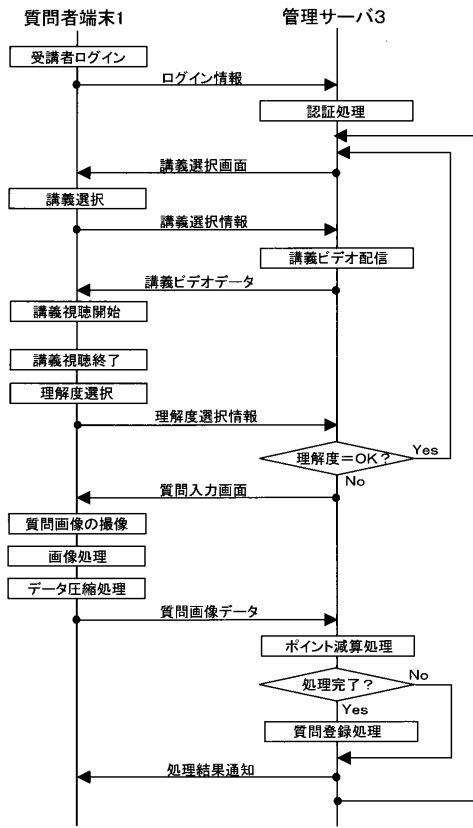 質問者端末1
管理サーバ3
受講者ログイン
ログイン情報
認証処理
講義選択画面
講義選択
講義選択情報
講義ビデオ配信
講義ビデオデータ
講義視聴開始
講義視聴終了
理解度選択
理解度選択情報
理解度=OK?
Yes
No
質問入力画面
質問画像の撮像
画像処理
データ圧縮処理
質問画像データ
ポイント減算処理
処理完了?
No
Yes
質問登録処理
処理結果通知